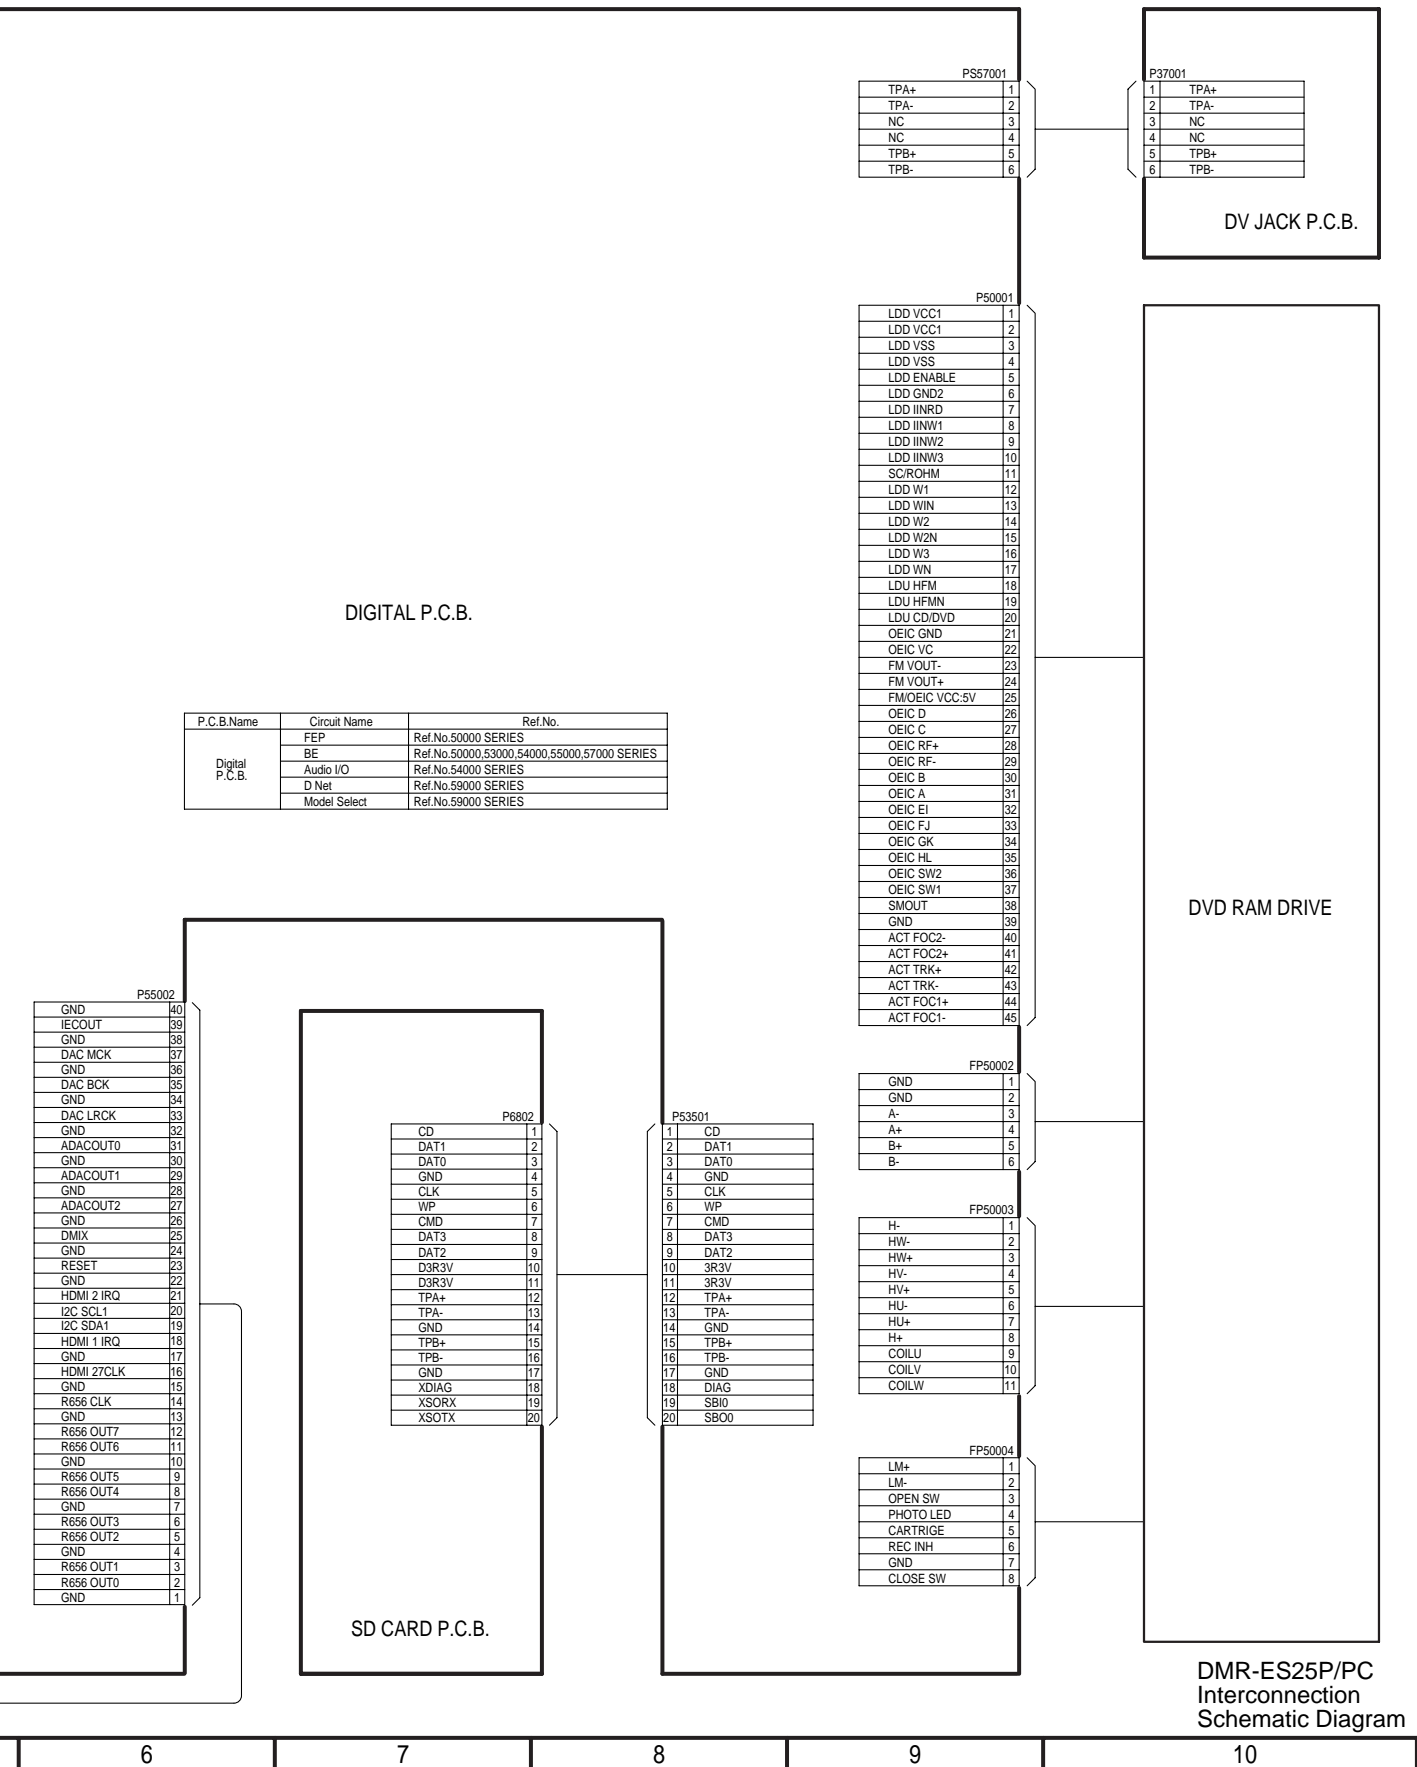 PS57001
TPA+ 1
TPA- 2
NC 3
NC 4
TPB+ 5
TPB- 6
P37001
1 TPA+
2 TPA-
3 NC
4 NC
5 TPB+
6 TPB-
DV JACK P.C.B.
P50001
LDD VCC1 1
LDD VCC1 2
LDD VSS 3
LDD VSS 4
LDD ENABLE 5
LDD GND2 6
LDD IINRD 7
LDD IINW1 8
LDD IINW2 9
LDD IINW3 10
SC/ROHM 11
LDD W1 12
LDD WIN 13
LDD W2 14
LDD W2N 15
LDD W3 16
LDD WN 17
LDU HFM 18
LDU HFMN 19
LDU CD/DVD 20
OEIC GND 21
OEIC VC 22
FM VOUT- 23
FM VOUT+ 24
FM/OEIC VCC:5V 25
OEIC D 26
OEIC C 27
OEIC RF+ 28
OEIC RF- 29
OEIC B 30
OEIC A 31
OEIC EI 32
OEIC FJ 33
OEIC GK 34
OEIC HL 35
OEIC SW2 36
OEIC SW1 37
SMOUT 38
GND 39
ACT FOC2- 40
ACT FOC2+ 41
ACT TRK+ 42
ACT TRK- 43
ACT FOC1+ 44
ACT FOC1- 45
DIGITAL P.C.B.
P.C.B.Name Circuit Name Ref.No.
Digital
P.C.B.
FEP Ref.No.50000 SERIES
BE Ref.No.50000,53000,54000,55000,57000 SERIES
Audio I/O Ref.No.54000 SERIES
D Net Ref.No.59000 SERIES
Model Select Ref.No.59000 SERIES
DVD RAM DRIVE
P55002
GND 40
IECOUT 39
GND 38
DAC MCK 37
GND 36
DAC BCK 35
GND 34
DAC LRCK 33
GND 32
ADACOUT0 31
GND 30
ADACOUT1 29
GND 28
ADACOUT2 27
GND 26
DMIX 25
GND 24
RESET 23
GND 22
HDMI 2 IRQ 21
I2C SCL1 20
I2C SDA1 19
HDMI 1 IRQ 18
GND 17
HDMI 27CLK 16
GND 15
R656 CLK 14
GND 13
R656 OUT7 12
R656 OUT6 11
GND 10
R656 OUT5 9
R656 OUT4 8
GND 7
R656 OUT3 6
R656 OUT2 5
GND 4
R656 OUT1 3
R656 OUT0 2
GND 1
P6802
CD 1
DAT1 2
DAT0 3
GND 4
CLK 5
WP 6
CMD 7
DAT3 8
DAT2 9
D3R3V 10
D3R3V 11
TPA+ 12
TPA- 13
GND 14
TPB+ 15
TPB- 16
GND 17
XDIAG 18
XSORX 19
XSOTX 20
SD CARD P.C.B.
P53501
1 CD
2 DAT1
3 DAT0
4 GND
5 CLK
6 WP
7 CMD
8 DAT3
9 DAT2
10 3R3V
11 3R3V
12 TPA+
13 TPA-
14 GND
15 TPB+
16 TPB-
17 GND
18 DIAG
19 SBI0
20 SBO0
FP50002
GND 1
GND 2
A- 3
A+ 4
B+ 5
B- 6
FP50003
H- 1
HW- 2
HW+ 3
HV- 4
HV+ 5
HU- 6
HU+ 7
H+ 8
COILU 9
COILV 10
COILW 11
FP50004
LM+ 1
LM- 2
OPEN SW 3
PHOTO LED 4
CARTRIGE 5
REC INH 6
GND 7
CLOSE SW 8
DMR-ES25P/PC
Interconnection
Schematic Diagram
6 7 8 9 10